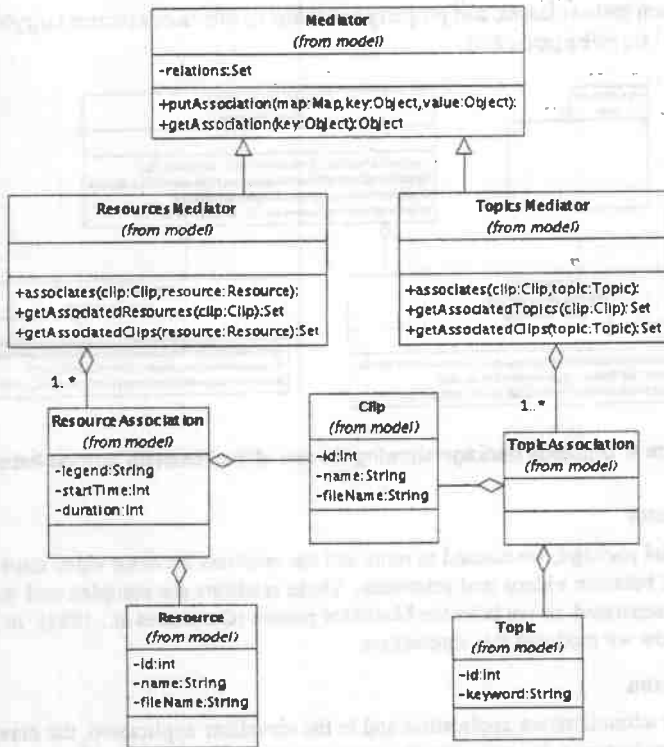 Mediator
(from model)
-relations:Set
+putAssociation(map:Map,key:Object,value:Object):
+getAssociation(key:Object):Object
ResourcesMediator
(from model)
+associates(clip:Clip,resource:Resource):
+getAssociatedResources(clip:Clip):Set
+getAssociatedClips(resource:Resource):Set
TopicsMediator
(from model)
+associates(clip:Clip,topic:Topic):
+getAssociatedTopics(clip:Clip):Set
+getAssociatedClips(topic:Topic):Set
1..*
1..*
ResourceAssociation
(from model)
-legend:String
-startTime:Int
-duration:Int
Clip
(from model)
-id:Int
-name:String
-fileName:String
TopicAssociation
(from model)
Resource
(from model)
-id:int
-name:String
-fileName:String
Topic
(from model)
-id:int
-keyword:String